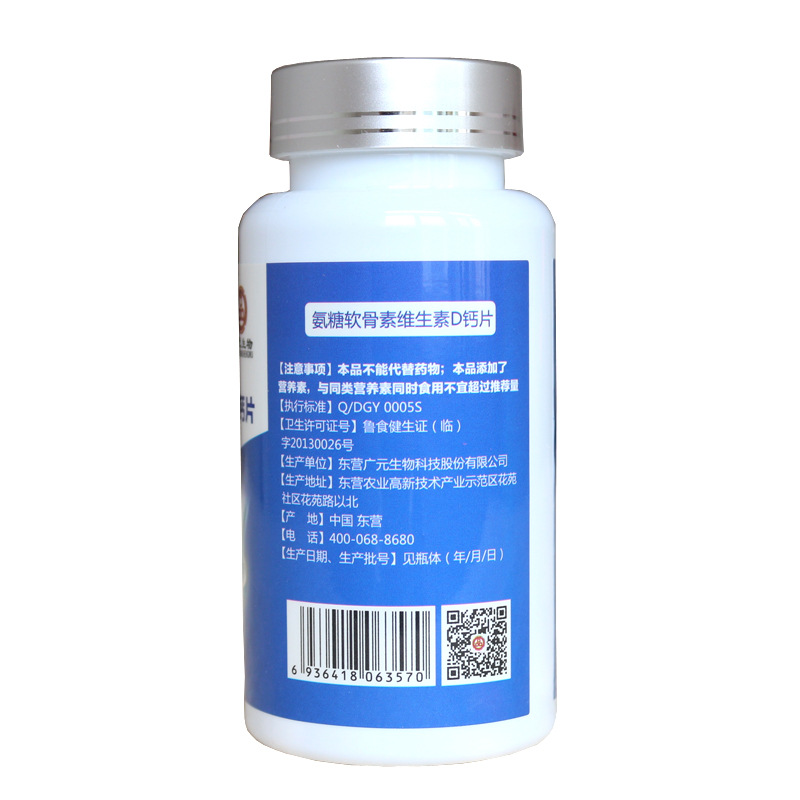 氨糖软骨素维生素D钙片
【注意事项】本品不能代替药物；本品添加了
营养素，与同类营养素同时食用不宜超过推荐量
【执行标准】Q/DGY 0005S
【卫生许可证号】鲁食健生证（临）
字20130026号
【生产单位】东营广元生物科技股份有限公司
【生产地址】东营农业高新技术产业示范区花苑
社区花苑路以北
【产 地】中国 东营
【电 话】400-068-8680
【生产日期、生产批号】见瓶体（年/月/日）
6 936418 063570
钙片